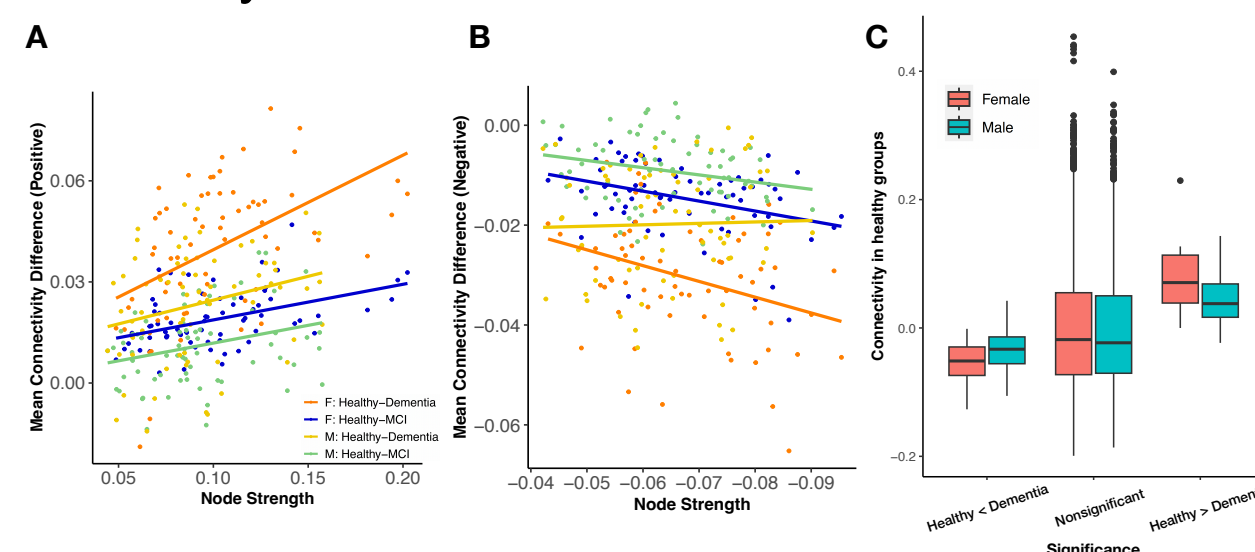 A
B
C
Mean Connectivity Difference (Positive)
0.06
0.03
0.00
0.05
0.10
0.15
0.20
Node Strength
F: Healthy−Dementia
F: Healthy−MCI
M: Healthy−Dementia
M: Healthy−MCI
Mean Connectivity Difference (Negative)
0.00
−0.02
−0.04
−0.06
−0.04 −0.05 −0.06 −0.07 −0.08 −0.09
Node Strength
Connectivity in healthy groups
0.4
0.2
0.0
−0.2
Female
Male
Healthy < Dementia
Nonsignificant
Healthy > Demen
Significance